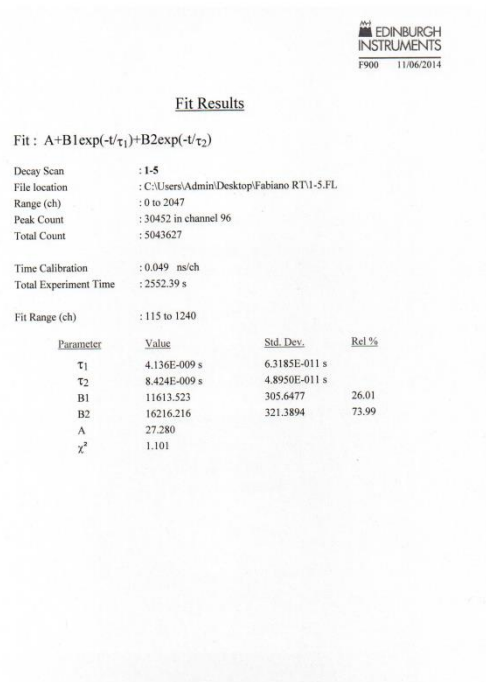 EDINBURGH
INSTRUMENTS
F900 11/06/2014
Fit Results
Fit : A+B1exp(-t/τ1)+B2exp(-t/τ2)
Decay Scan : 1-5
File location : C:\Users\Admin\Desktop\Fabiano RT\1-5.FL
Range (ch) : 0 to 2047
Peak Count : 30452 in channel 96
Total Count : 5043627
Time Calibration : 0.049 ns/ch
Total Experiment Time : 2552.39 s
Fit Range (ch) : 115 to 1240
Parameter Value Std. Dev. Rel %
τ1 4.136E-009 s 6.3185E-011 s
τ2 8.424E-009 s 4.8950E-011 s
B1 11613.523 305.6477 26.01
B2 16216.216 321.3894 73.99
A 27.280
χ² 1.101